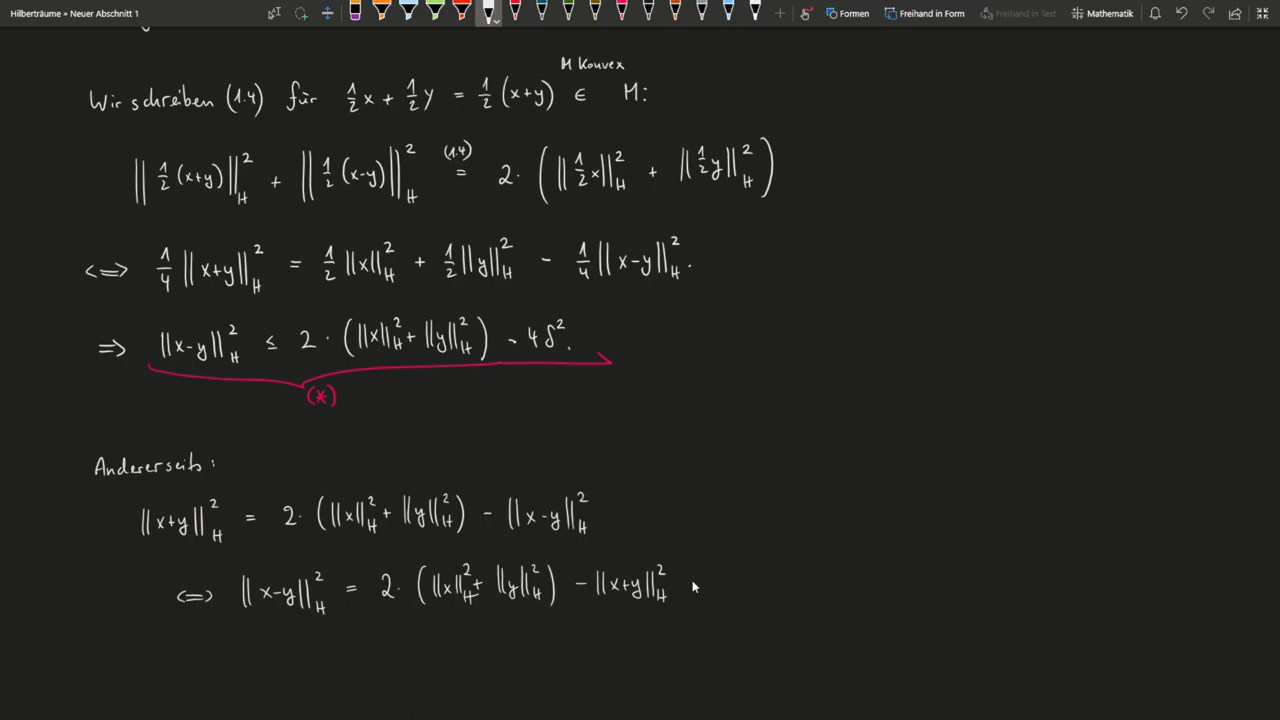 Hilberträume » Neuer Abschnitt 1 Formen Freihand in Form Freihand in Text Mathematik
M Konvex
Wir schreiben (1.4) für 1/2 x + 1/2 y = 1/2 (x+y) ∈ M:
||1/2 (x+y)||²_H + ||1/2 (x-y)||²_H =^(1.4) 2· (||1/2 x||²_H + ||1/2 y||²_H)
<=> 1/4 ||x+y||²_H = 1/2 ||x||²_H + 1/2 ||y||²_H - 1/4 ||x-y||²_H.
=> ||x-y||²_H ≤ 2· (||x||²_H + ||y||²_H) - 4δ².
(*)
Andererseits:
||x+y||²_H = 2· (||x||²_H + ||y||²_H) - ||x-y||²_H
<=> ||x-y||²_H = 2· (||x||²_H + ||y||²_H) - ||x+y||²_H